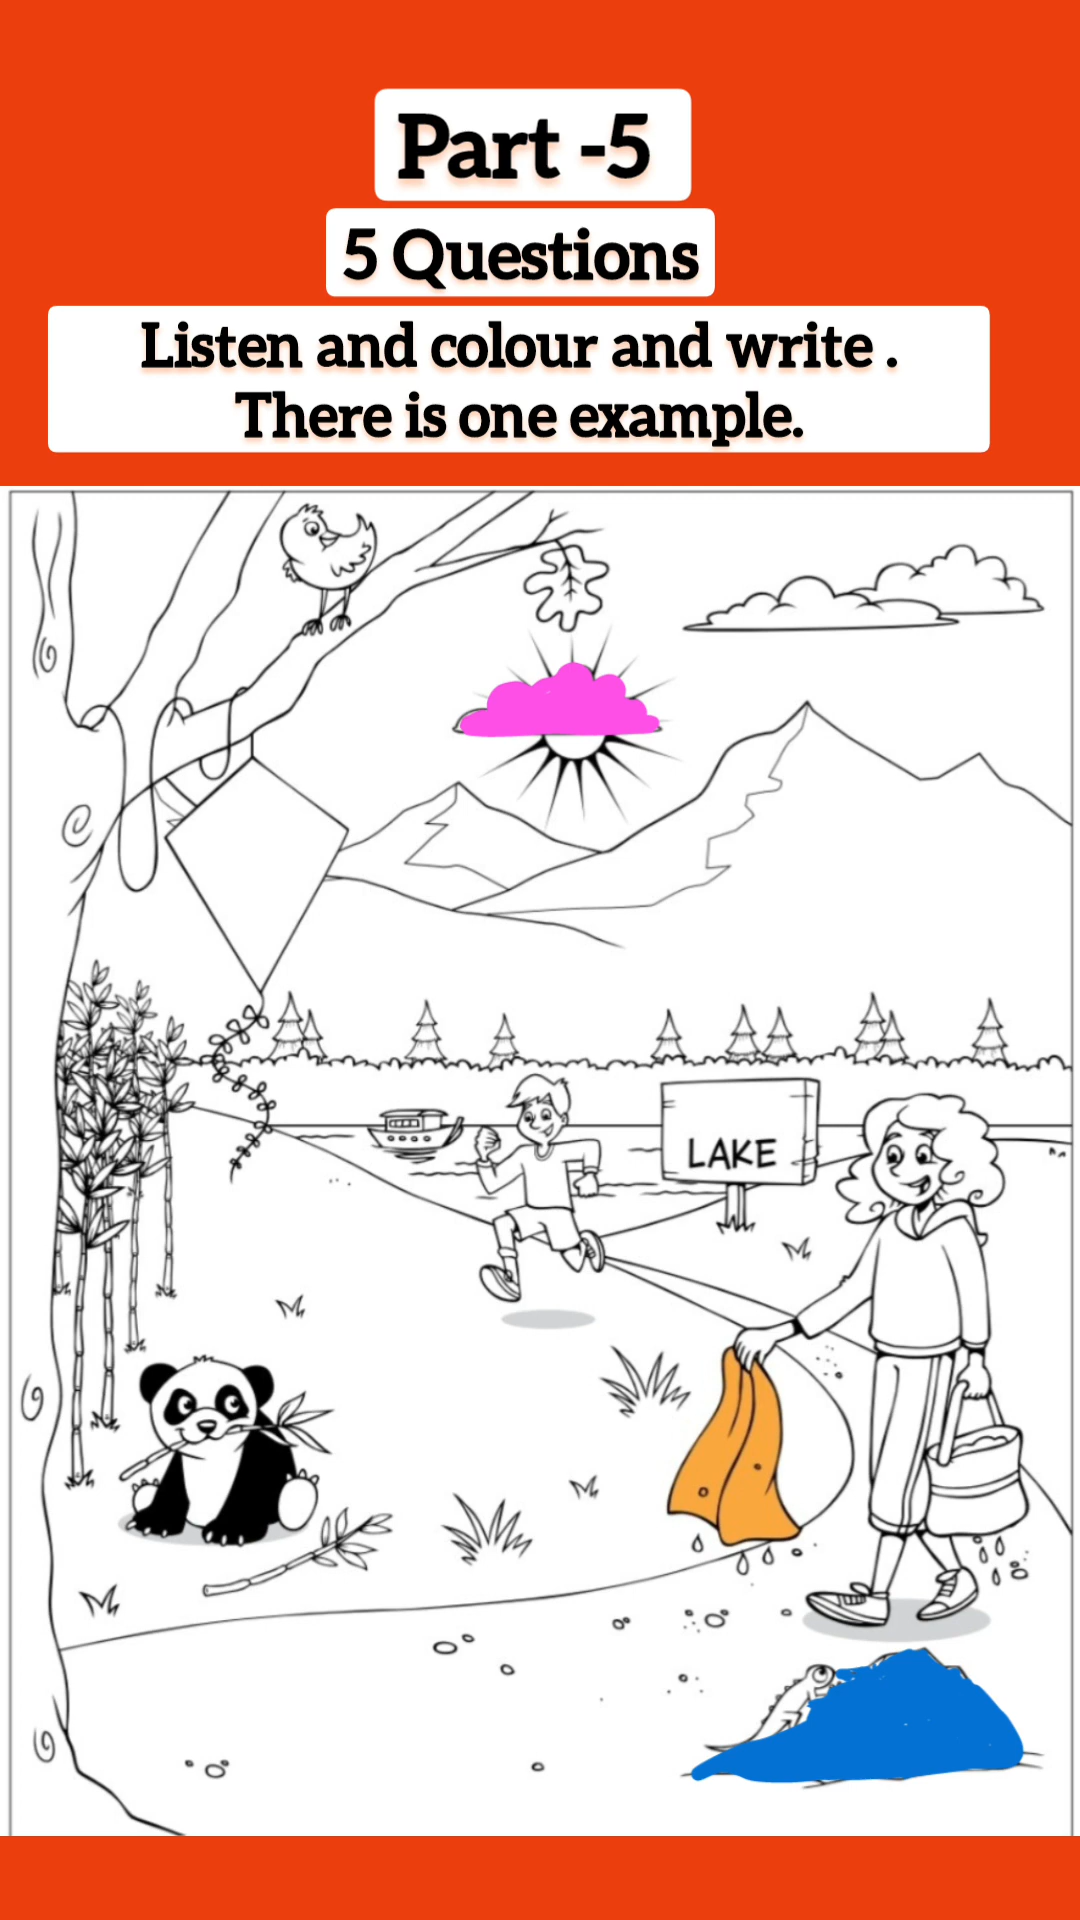 Part -5
5 Questions
Listen and colour and write .
There is one example.
LAKE